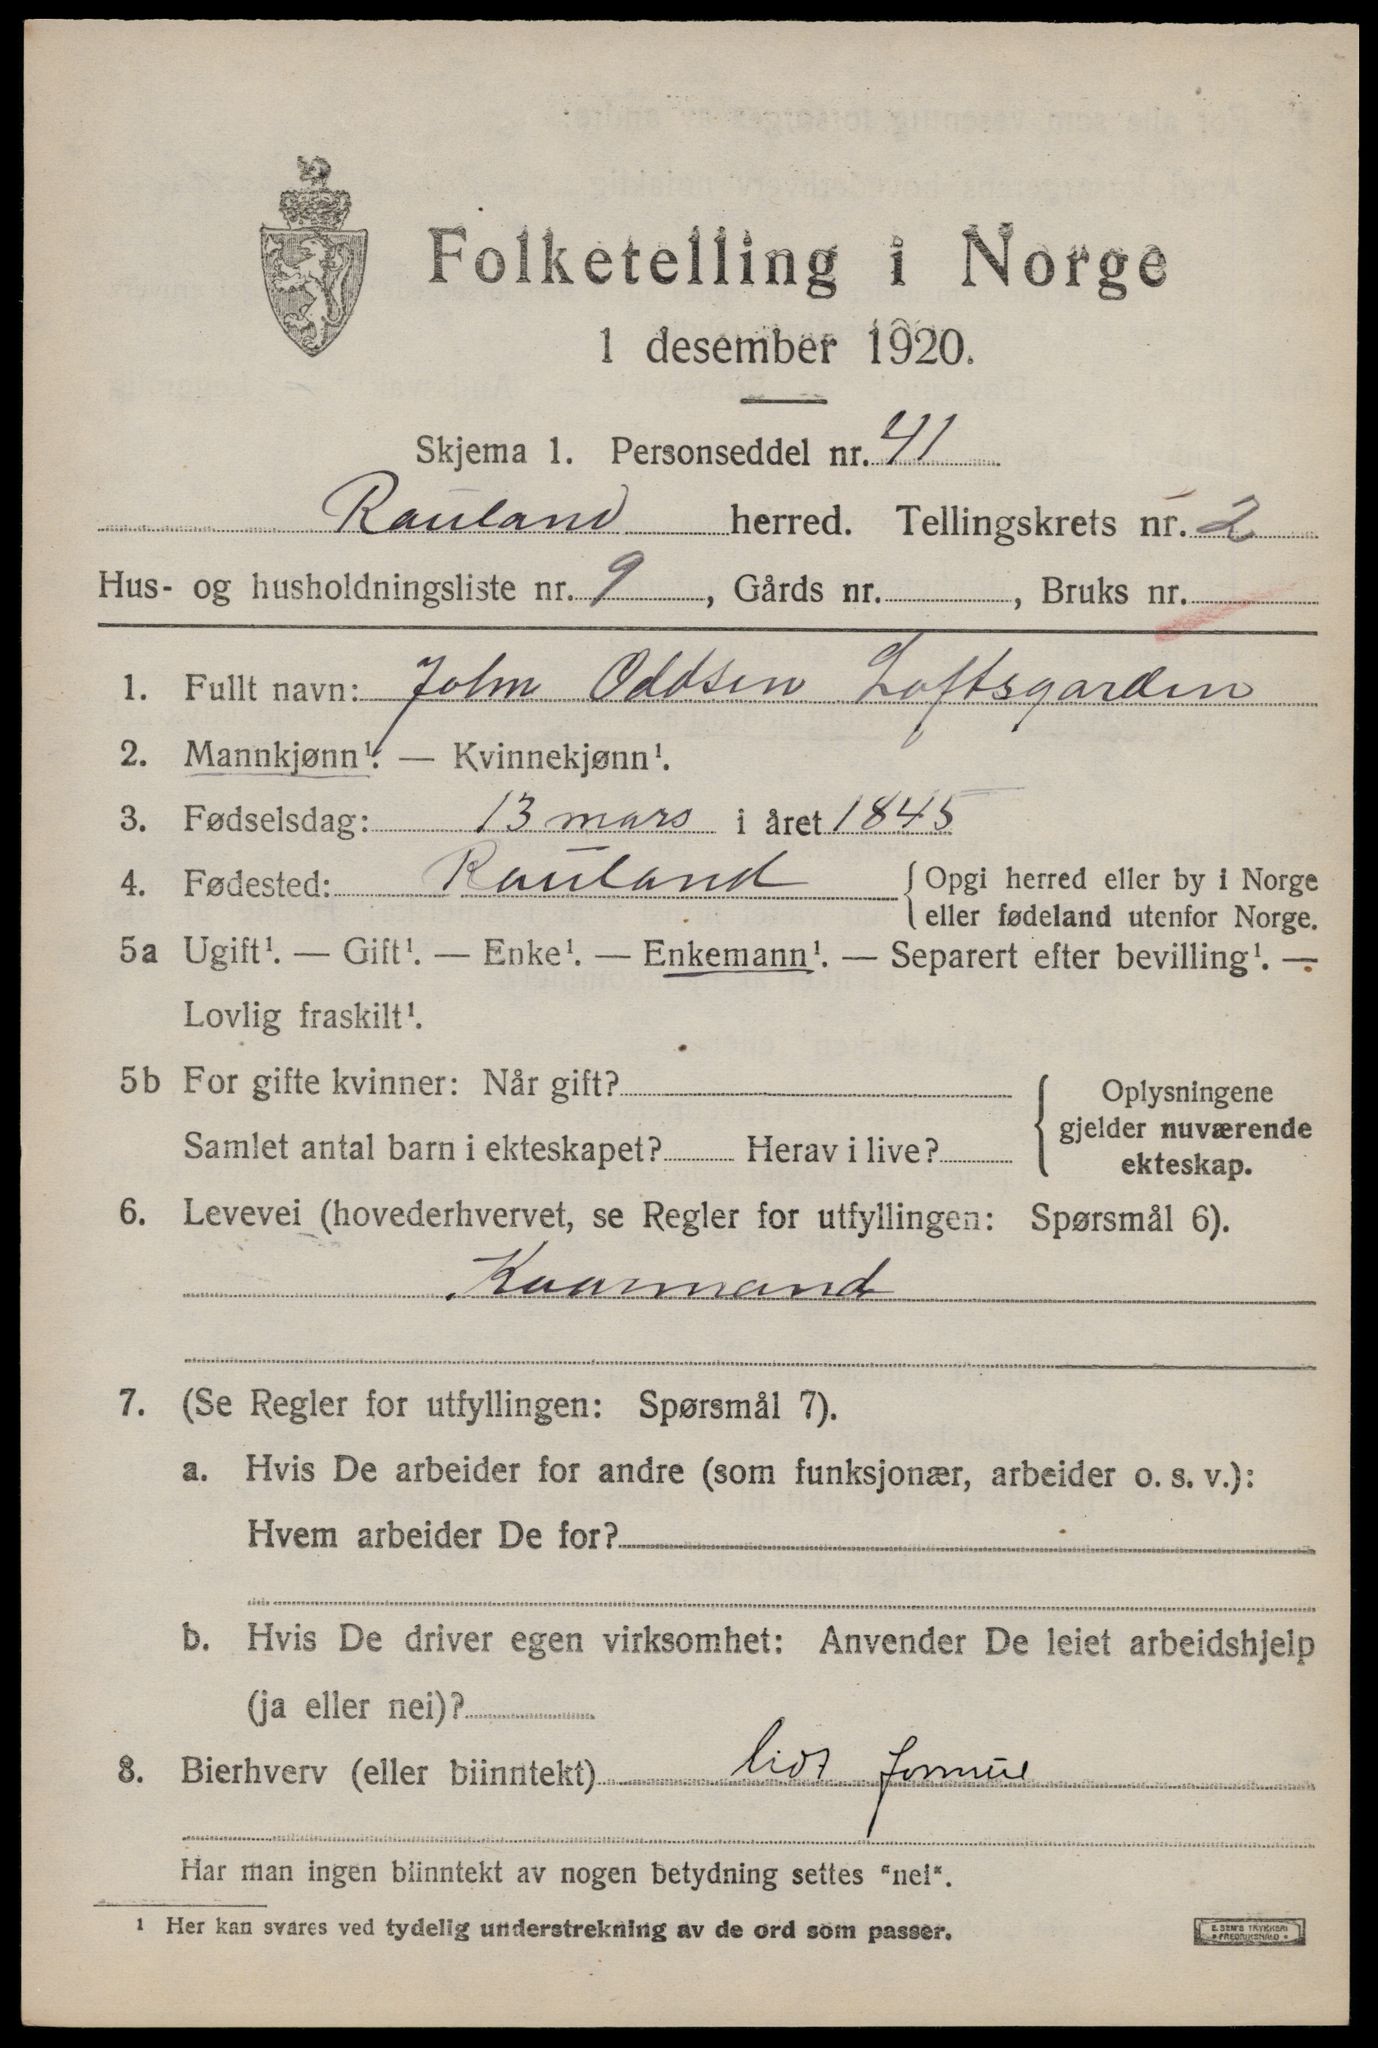 Folketelling i Norge
1 desember 1920.
Skjema 1. Personseddel nr. 41
Rauland herred. Tellingskrets nr. 2
Hus- og husholdningsliste nr. 9, Gårds nr. , Bruks nr.
1. Fullt navn: John Oddsen Loftsgarden
2. Mannkjønn¹. — Kvinnekjønn¹.
3. Fødselsdag: 13 mars i året 1845
4. Fødested: Rauland { Opgi herred eller by i Norge
eller fødeland utenfor Norge.
5a Ugift¹. — Gift¹. — Enke¹. — Enkemann¹. — Separert efter bevilling¹. —
Lovlig fraskilt¹.
5b For gifte kvinner: Når gift? { Oplysningene
gjelder nuværende
Samlet antal barn i ekteskapet? Herav i live? ekteskap.
6. Levevei (hovederhvervet, se Regler for utfyllingen: Spørsmål 6).
Kaarmand
7. (Se Regler for utfyllingen: Spørsmål 7).
a. Hvis De arbeider for andre (som funksjonær, arbeider o. s. v.):
Hvem arbeider De for?
b. Hvis De driver egen virksomhet: Anvender De leiet arbeidshjelp
(ja eller nei)?
8. Bierhverv (eller biinntekt) lidt formue
Har man ingen biinntekt av nogen betydning settes "nei".
1 Her kan svares ved tydelig understrekning av de ord som passer.
E. SEM'S TRYKKERI
FREDRIKSHALD